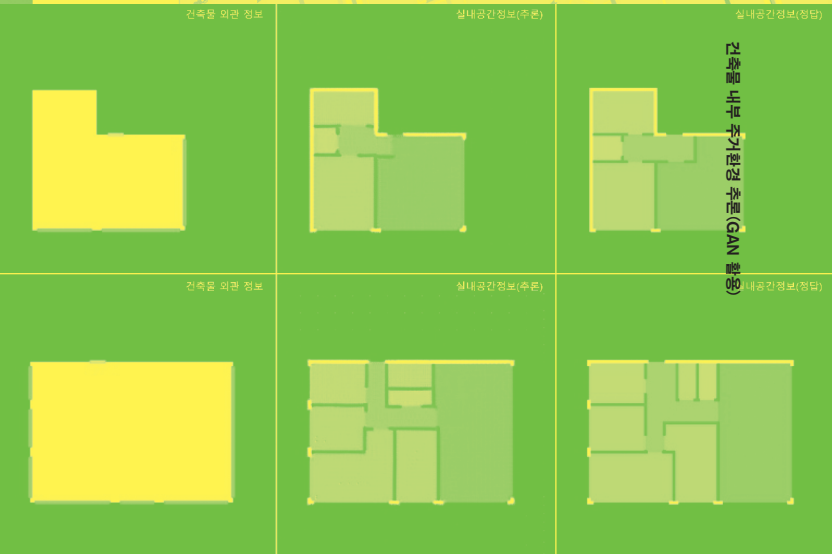 건축물 외관 정보
실내공간정보(추론)
실내공간정보(정답)
건축물 내부 주거환경 추론(GAN 활용)
건축물 외관 정보
실내공간정보(추론)
실내공간정보(정답)